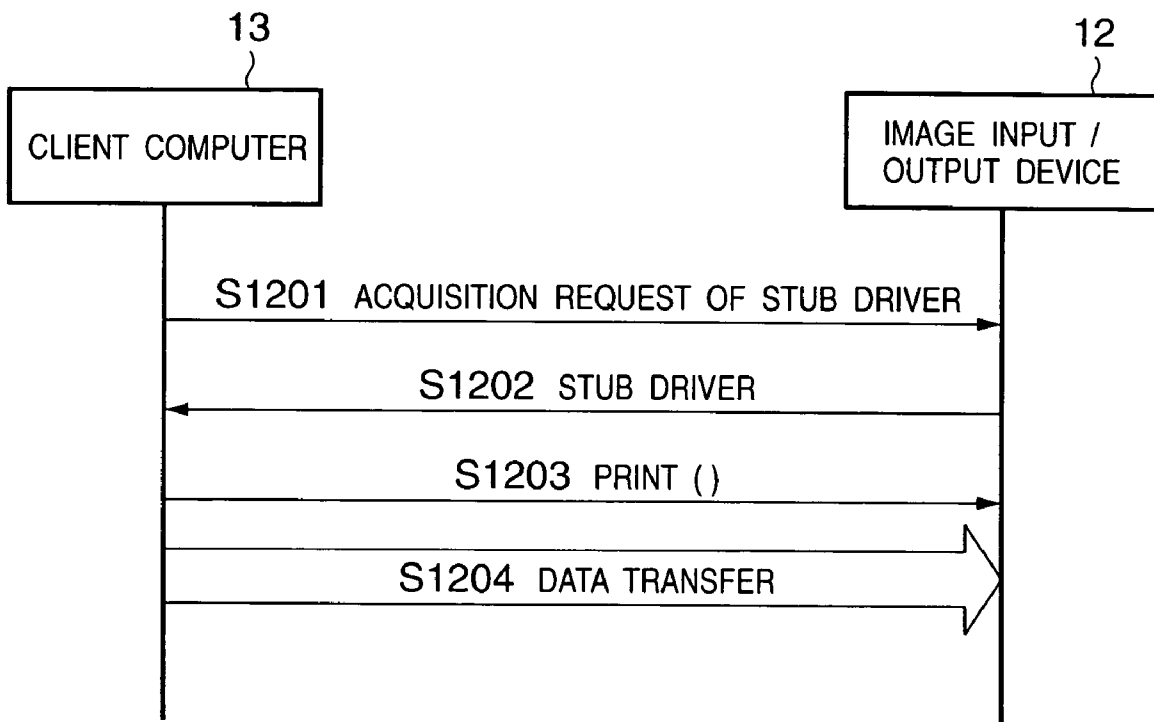 13
12
CLIENT COMPUTER
IMAGE INPUT /
OUTPUT DEVICE
S1201 ACQUISITION REQUEST OF STUB DRIVER
S1202 STUB DRIVER
S1203 PRINT ( )
S1204 DATA TRANSFER